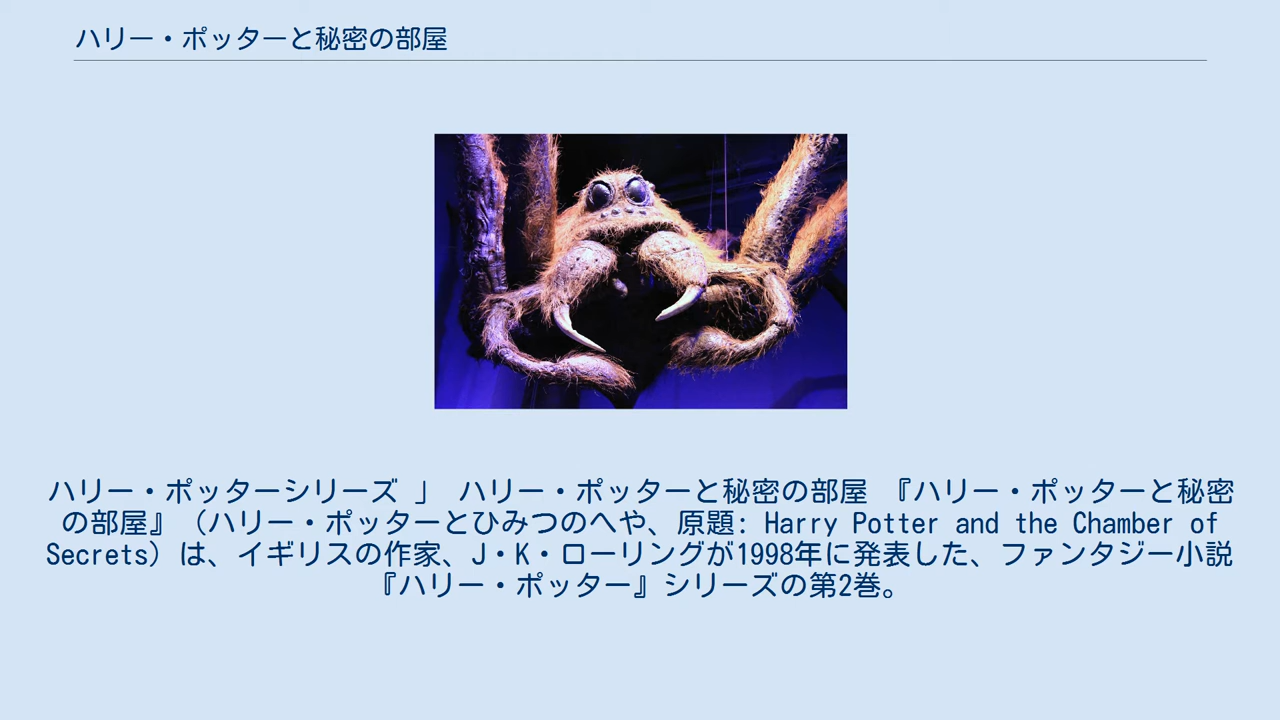 ハリー・ポッターと秘密の部屋
ハリー・ポッターシリーズ 」 ハリー・ポッターと秘密の部屋 『ハリー・ポッターと秘密
の部屋』（ハリー・ポッターとひみつのへや、原題: Harry Potter and the Chamber of
Secrets）は、イギリスの作家、J・K・ローリングが1998年に発表した、ファンタジー小説
『ハリー・ポッター』シリーズの第2巻。